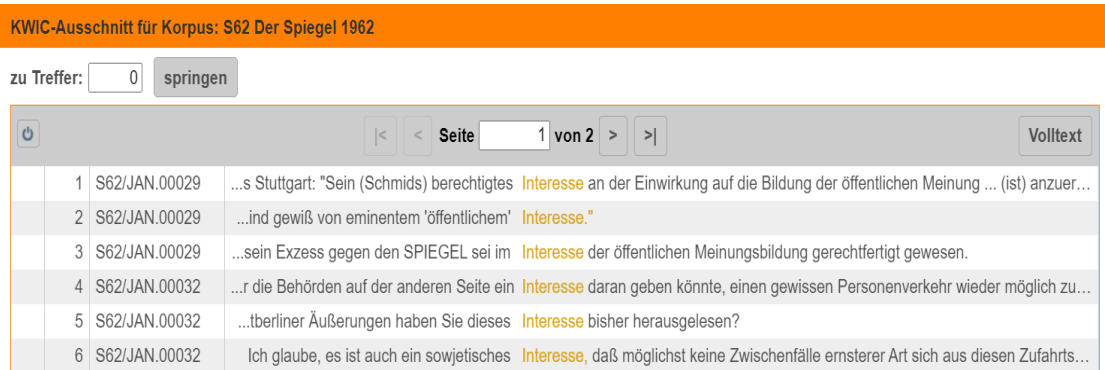 KWIC-Ausschnitt für Korpus: S62 Der Spiegel 1962
zu Treffer: 0 springen
|< < Seite 1 von 2 > >| Volltext
1 S62/JAN.00029 ...s Stuttgart: "Sein (Schmids) berechtigtes Interesse an der Einwirkung auf die Bildung der öffentlichen Meinung ... (ist) anzuer...
2 S62/JAN.00029 ...ind gewiß von eminentem 'öffentlichem' Interesse."
3 S62/JAN.00029 ...sein Exzess gegen den SPIEGEL sei im Interesse der öffentlichen Meinungsbildung gerechtfertigt gewesen.
4 S62/JAN.00032 ...r die Behörden auf der anderen Seite ein Interesse daran geben könnte, einen gewissen Personenverkehr wieder möglich zu...
5 S62/JAN.00032 ...tberliner Äußerungen haben Sie dieses Interesse bisher herausgelesen?
6 S62/JAN.00032 Ich glaube, es ist auch ein sowjetisches Interesse, daß möglichst keine Zwischenfälle ernsterer Art sich aus diesen Zufahrts...